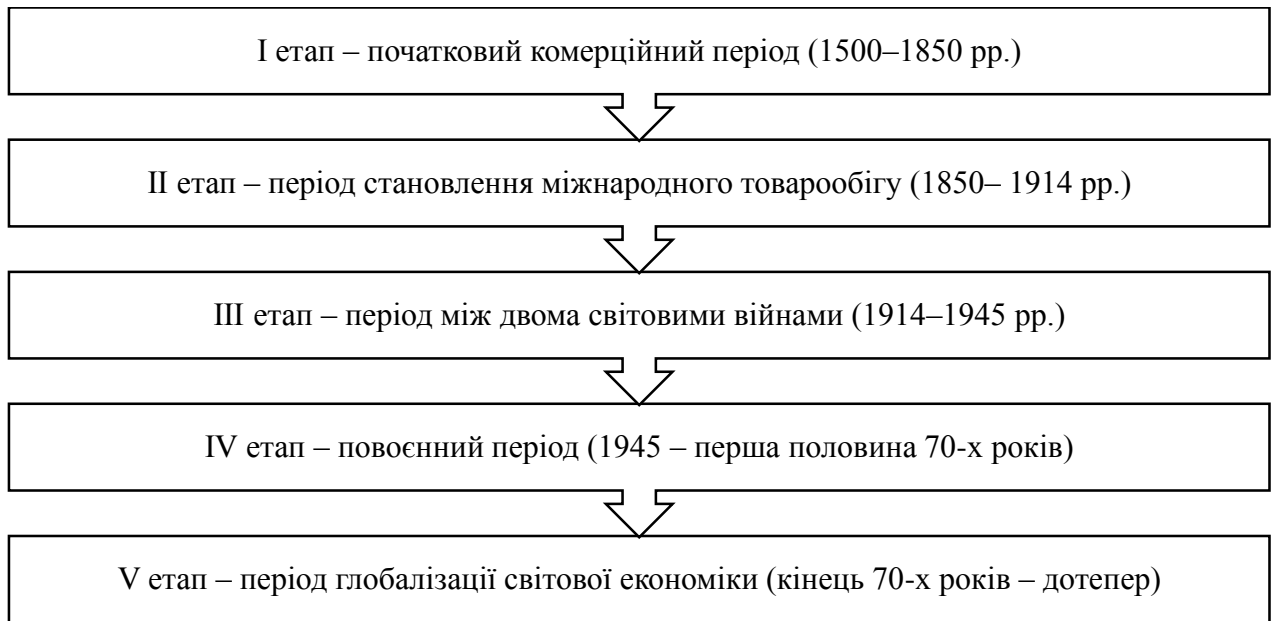 I етап – початковий комерційний період (1500–1850 рр.)
II етап – період становлення міжнародного товарообігу (1850– 1914 рр.)
III етап – період між двома світовими війнами (1914–1945 рр.)
IV етап – повоєнний період (1945 – перша половина 70-х років)
V етап – період глобалізації світової економіки (кінець 70-х років – дотепер)